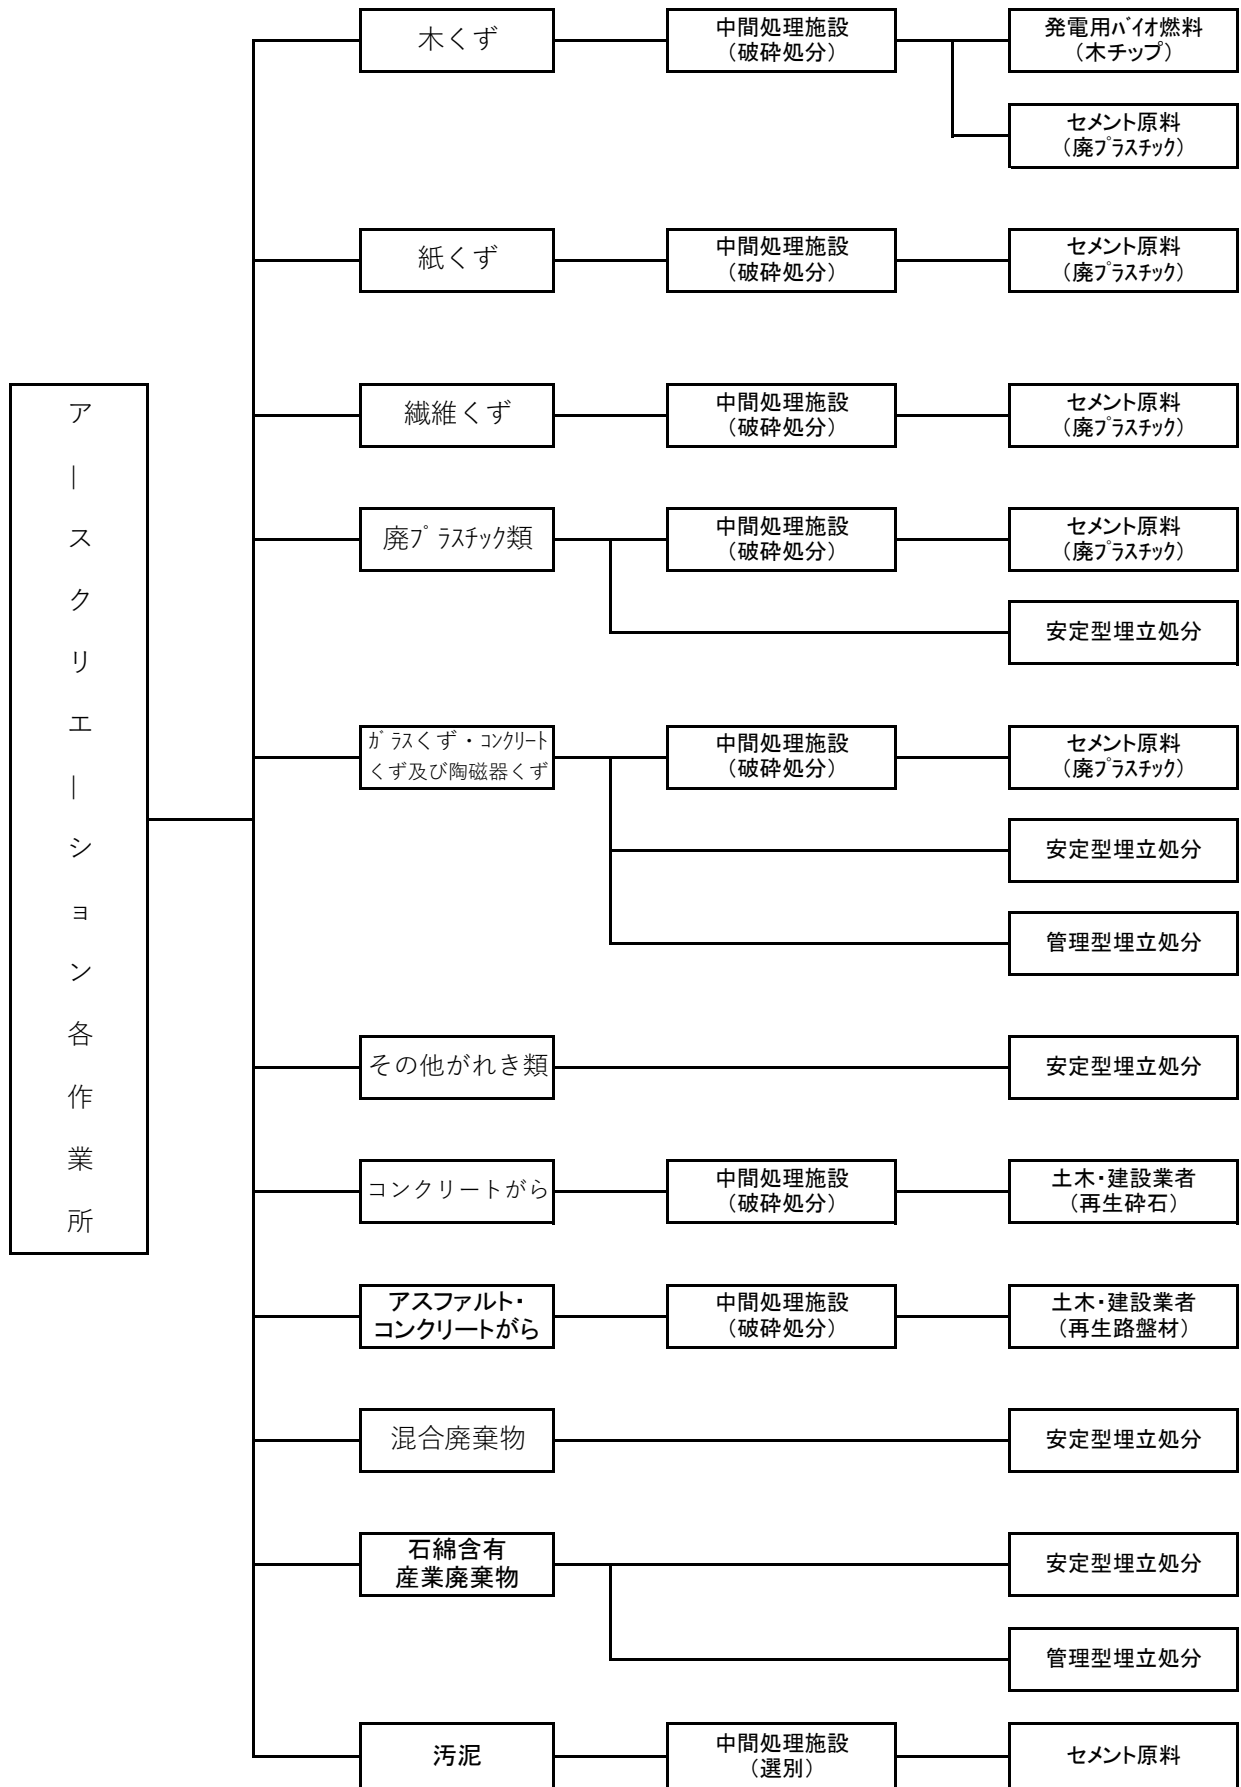 アースクリエーション各作業所
木くず
中間処理施設
（破砕処分）
発電用ﾊﾞｲｵ燃料
（木チップ）
セメント原料
（廃ﾌﾟﾗｽﾁｯｸ）
紙くず
中間処理施設
（破砕処分）
セメント原料
（廃ﾌﾟﾗｽﾁｯｸ）
繊維くず
中間処理施設
（破砕処分）
セメント原料
（廃ﾌﾟﾗｽﾁｯｸ）
廃ﾌﾟﾗｽﾁｯｸ類
中間処理施設
（破砕処分）
セメント原料
（廃ﾌﾟﾗｽﾁｯｸ）
安定型埋立処分
ｶﾞﾗｽくず・ｺﾝｸﾘｰﾄ
くず及び陶磁器くず
中間処理施設
（破砕処分）
セメント原料
（廃ﾌﾟﾗｽﾁｯｸ）
安定型埋立処分
管理型埋立処分
その他がれき類
安定型埋立処分
コンクリートがら
中間処理施設
（破砕処分）
土木・建設業者
（再生砕石）
アスファルト・
コンクリートがら
中間処理施設
（破砕処分）
土木・建設業者
（再生路盤材）
混合廃棄物
安定型埋立処分
石綿含有
産業廃棄物
安定型埋立処分
管理型埋立処分
汚泥
中間処理施設
（選別）
セメント原料